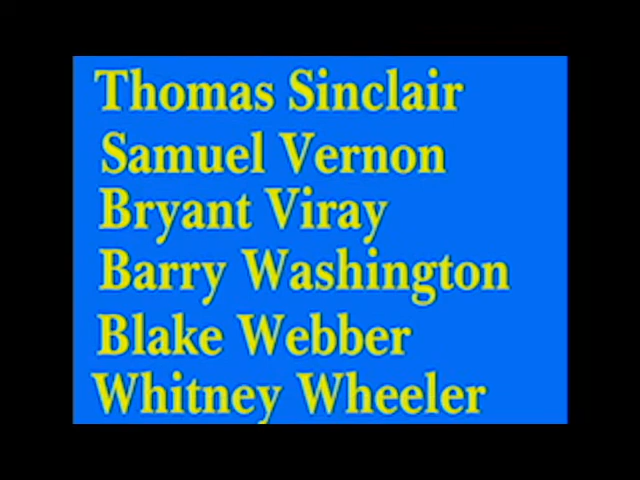 Thomas Sinclair
Samuel Vernon
Bryant Viray
Barry Washington
Blake Webber
Whitney Wheeler